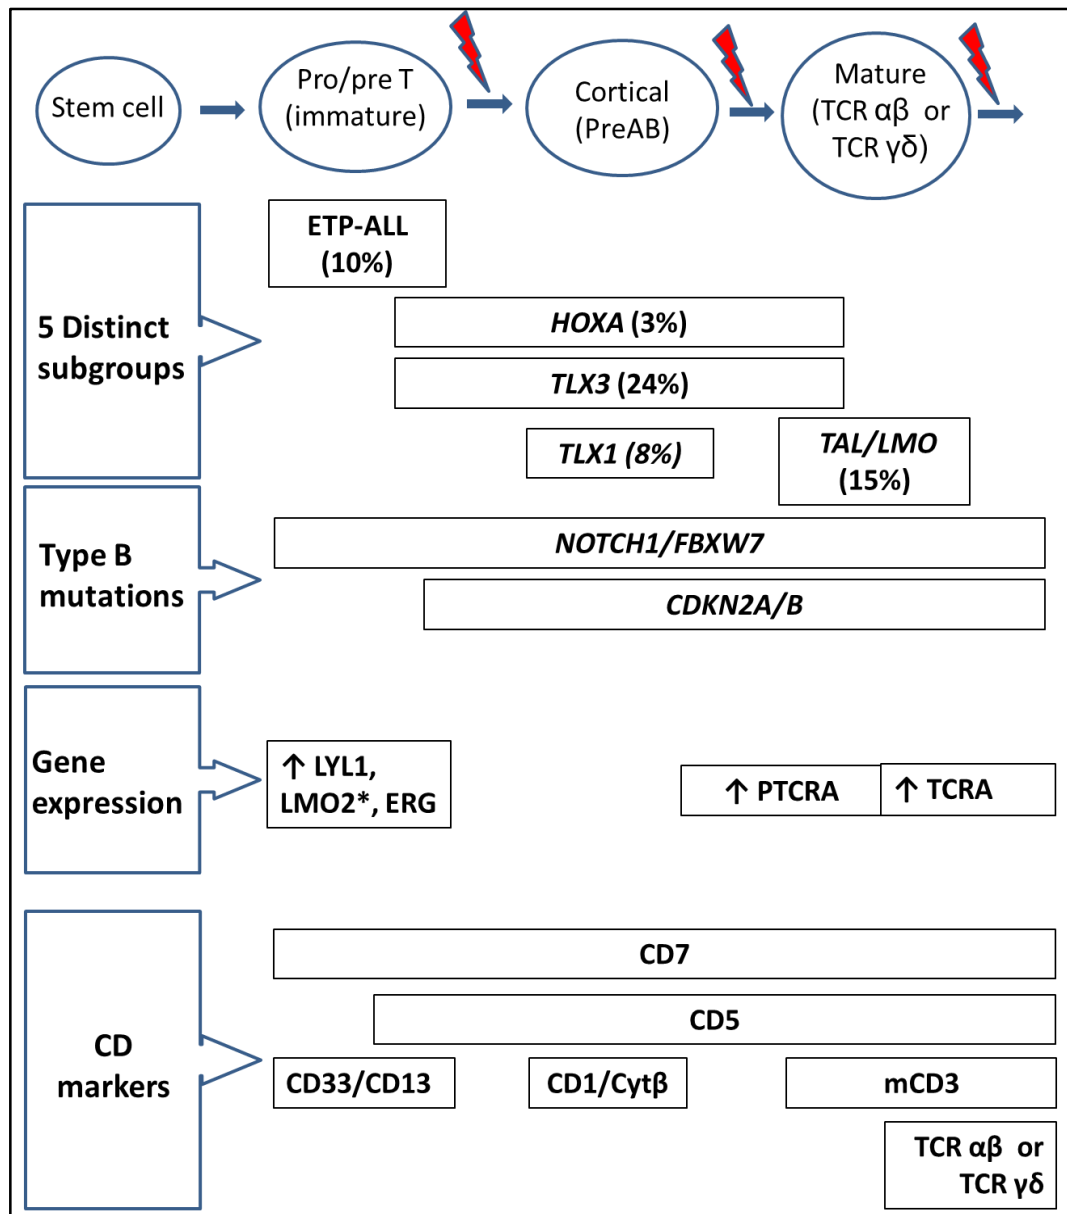 Stem cell
Pro/pre T
(immature)
Cortical
(PreAB)
Mature
(TCR αβ or
TCR γδ)
5 Distinct
subgroups
ETP-ALL
(10%)
HOXA (3%)
TLX3 (24%)
TLX1 (8%)
TAL/LMO
(15%)
Type B
mutations
NOTCH1/FBXW7
CDKN2A/B
Gene
expression
↑ LYL1,
LMO2*, ERG
↑ PTCRA
↑ TCRA
CD
markers
CD7
CD5
CD33/CD13
CD1/Cytβ
mCD3
TCR αβ or
TCR γδ